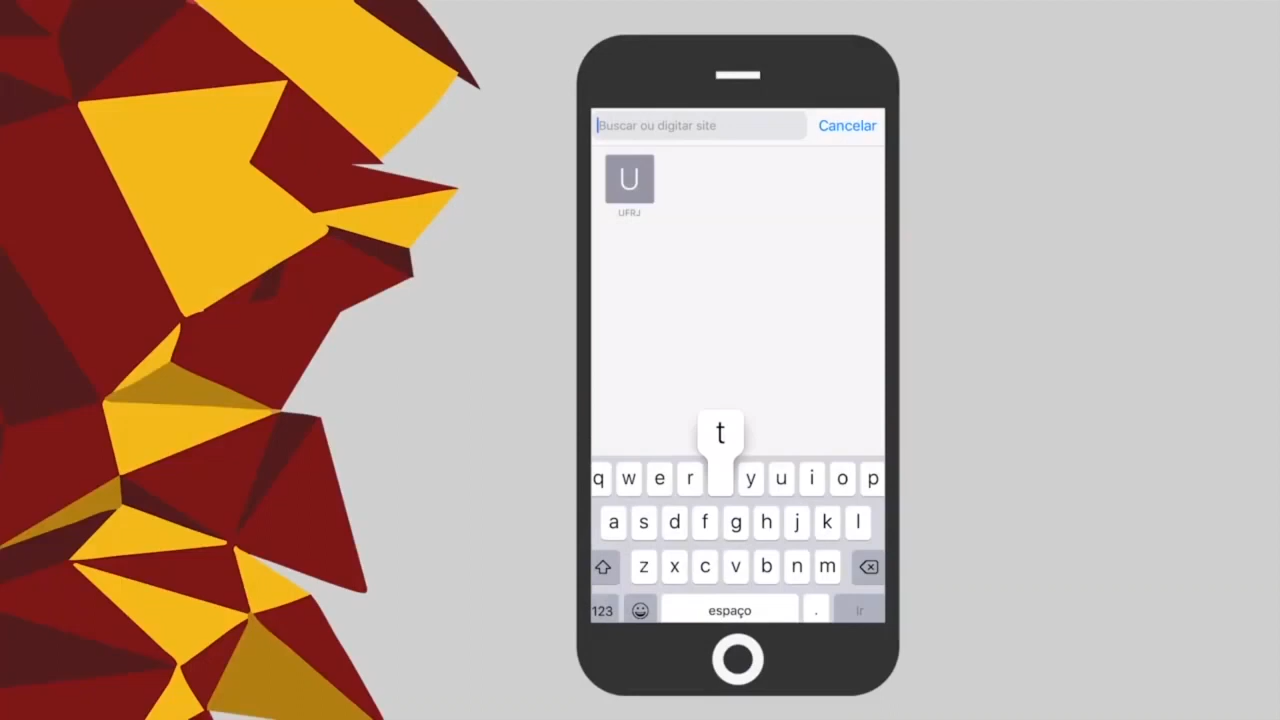 Buscar ou digitar site Cancelar
U
UFRJ
t
q w e r y u i o p
a s d f g h j k l
z x c v b n m
123 espaço . Ir